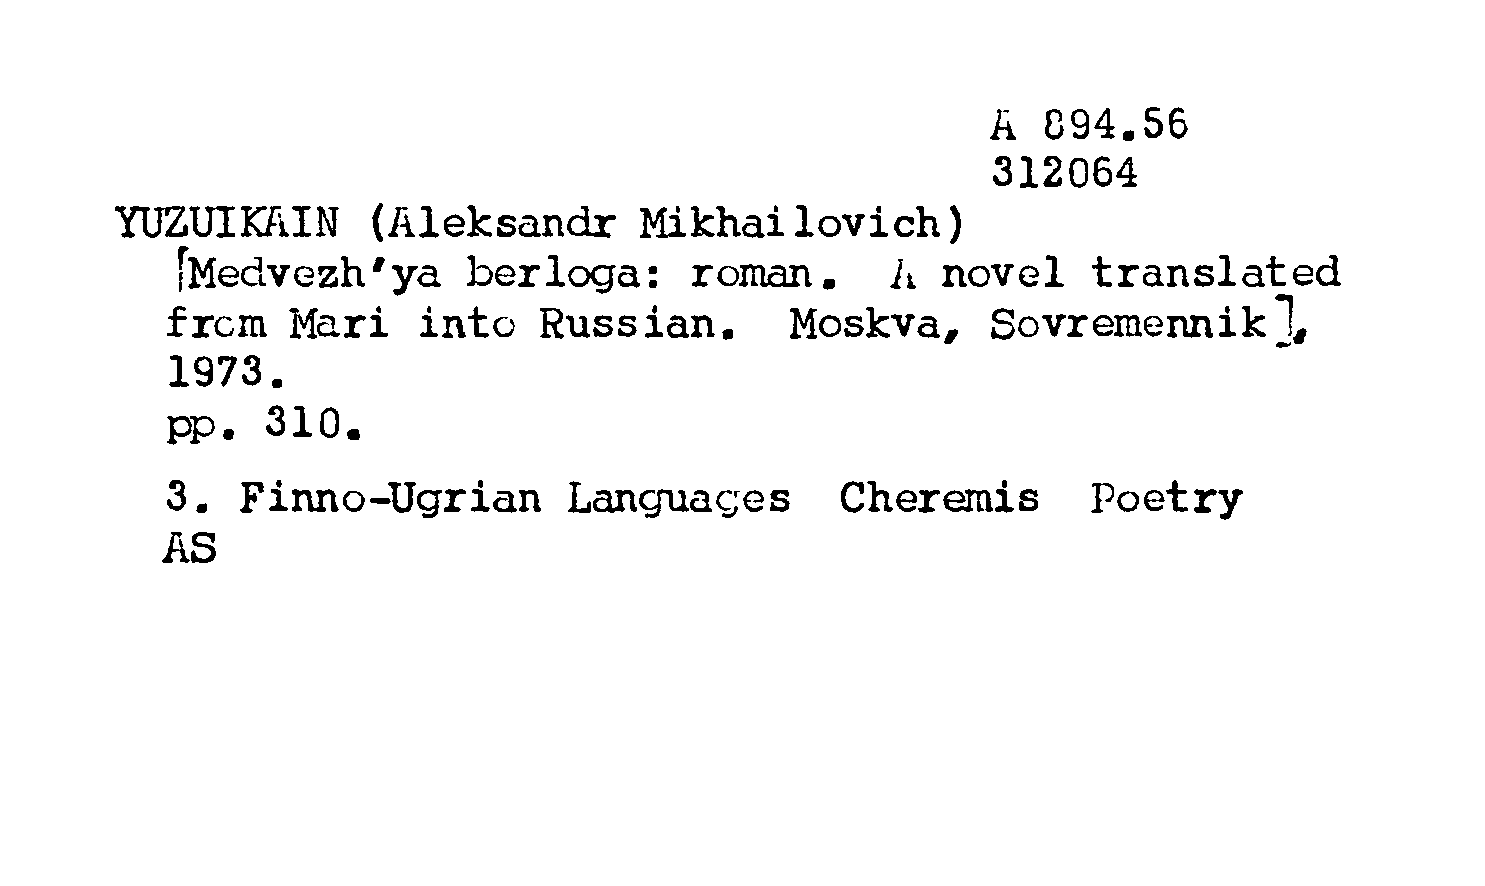 A 894.56
312064
YUZUIKAIN (Aleksandr Mikhailovich)
[Medvezh'ya berloga: roman. A novel translated
from Mari into Russian. Moskva, Sovremennik],
1973.
pp. 310.
3. Finno-Ugrian Languages Cheremis Poetry
AS